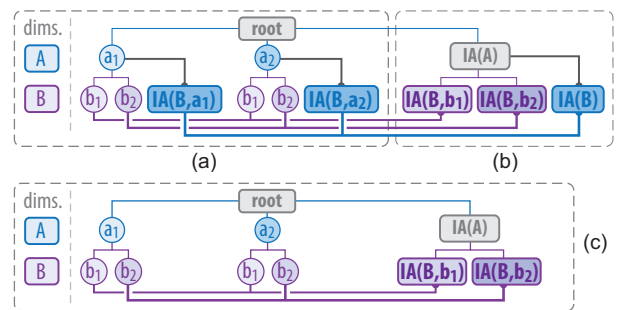 dims. root
A a1 a2 IA(A)
B b1 b2 IA(B,a1) b1 b2 IA(B,a2) IA(B,b1) IA(B,b2) IA(B)
(a) (b)
dims. root
A a1 a2 IA(A)
(c)
B b1 b2 b1 b2 IA(B,b1) IA(B,b2)